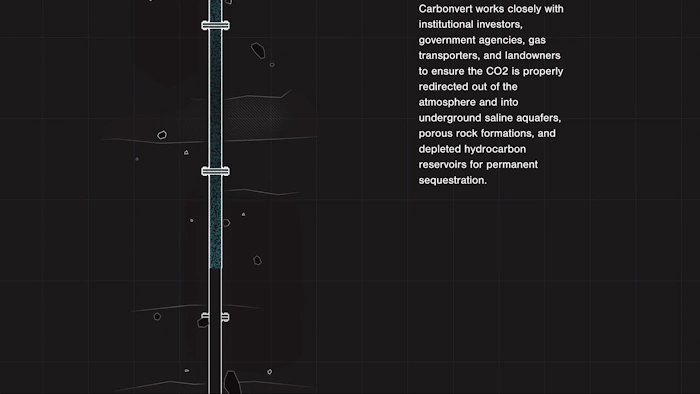 Carbonvert works closely with
institutional investors,
government agencies, gas
transporters, and landowners
to ensure the CO2 is properly
redirected out of the
atmosphere and into
underground saline aquafers,
porous rock formations, and
depleted hydrocarbon
reservoirs for permanent
sequestration.